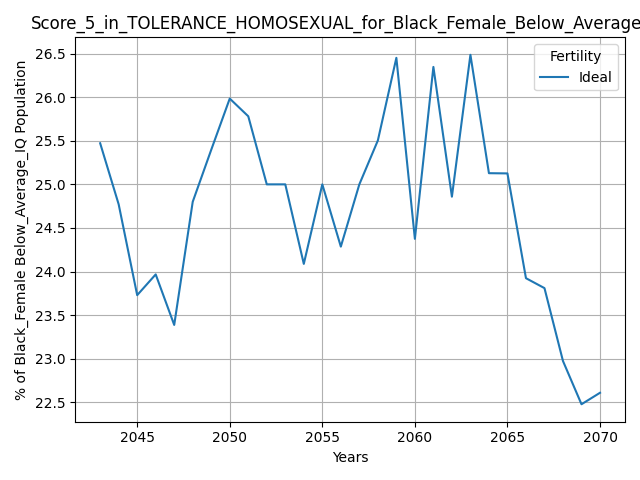 Score_5_in_TOLERANCE_HOMOSEXUAL_for_Black_Female_Below_Average
Fertility
Ideal
% of Black_Female Below_Average_IQ Population
26.5
26.0
25.5
25.0
24.5
24.0
23.5
23.0
22.5
2045 2050 2055 2060 2065 2070
Years